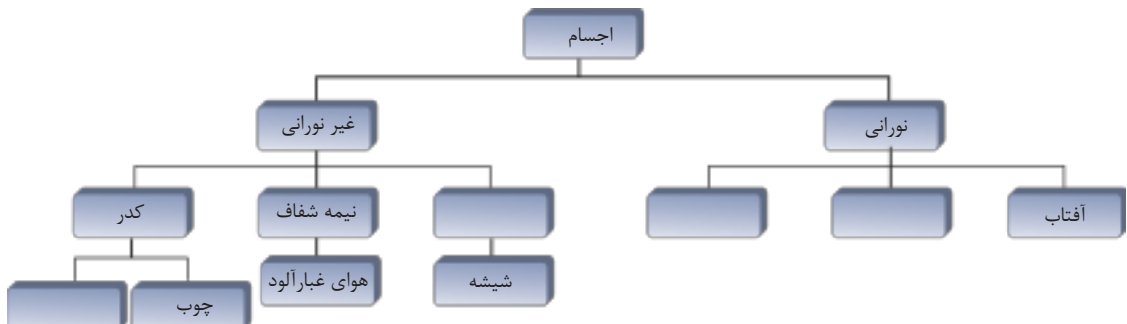 اجسام
نورانی
غیر نورانی
آفتاب
نیمه شفاف
کدر
شیشه
هوای غبارآلود
چوب